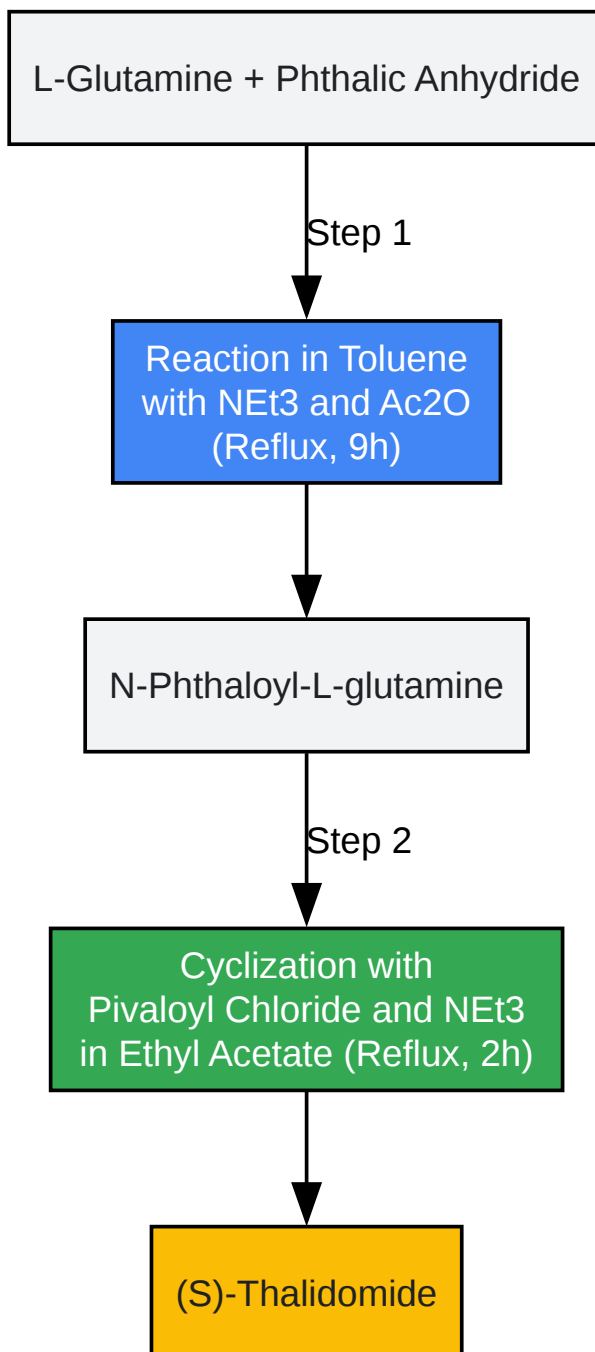 L-Glutamine + Phthalic Anhydride
Step 1
Reaction in Toluene
with NEt3 and Ac2O
(Reflux, 9h)
N-Phthaloyl-L-glutamine
Step 2
Cyclization with
Pivaloyl Chloride and NEt3
in Ethyl Acetate (Reflux, 2h)
(S)-Thalidomide